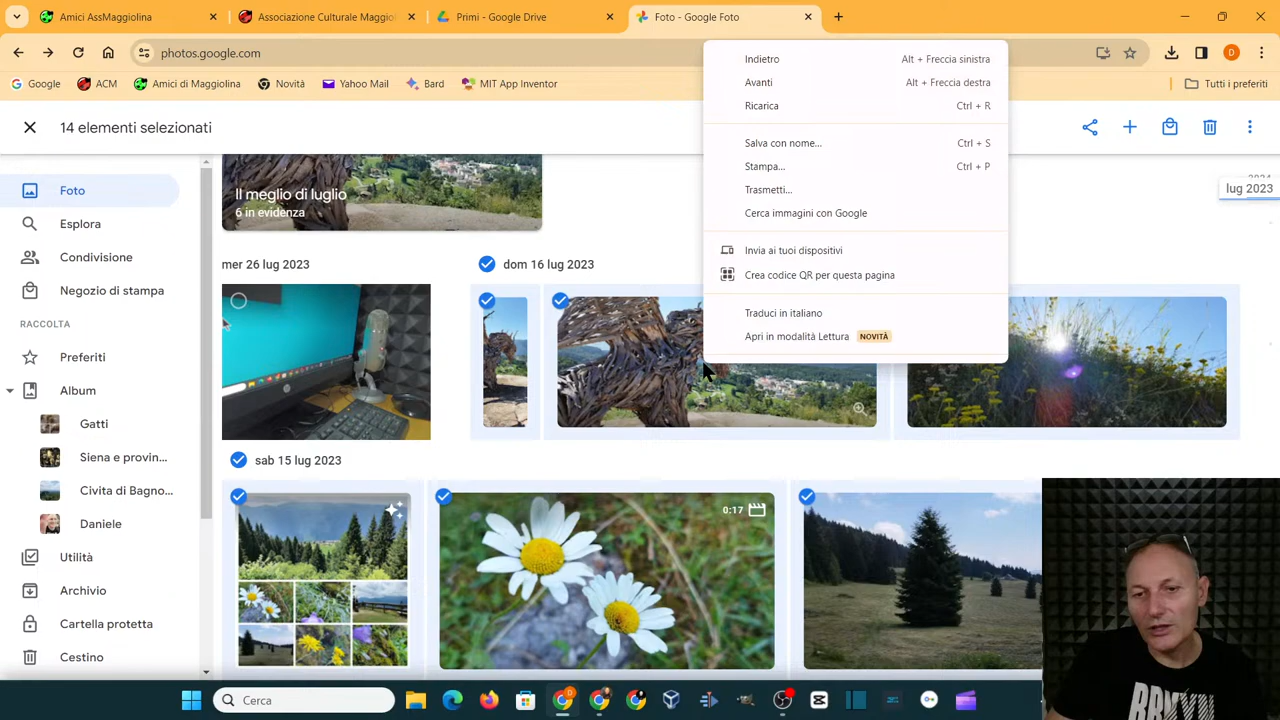 Amici AssMaggiolina
Associazione Culturale Maggiol
Primi - Google Drive
Foto - Google Foto
photos.google.com
Google
ACM
Amici di Maggiolina
Novità
Yahoo Mail
Bard
MIT App Inventor
Tutti i preferiti
D
14 elementi selezionati
Indietro Alt + Freccia sinistra
Avanti Alt + Freccia destra
Ricarica Ctrl + R
Salva con nome... Ctrl + S
Stampa... Ctrl + P
Trasmetti...
Cerca immagini con Google
Invia ai tuoi dispositivi
Crea codice QR per questa pagina
Traduci in italiano
Apri in modalità Lettura NOVITÀ
lug 2023
Foto
Esplora
Condivisione
Negozio di stampa
RACCOLTA
Preferiti
Album
Gatti
Siena e provin...
Civita di Bagno...
Daniele
Utilità
Archivio
Cartella protetta
Cestino
Il meglio di luglio
6 in evidenza
mer 26 lug 2023
dom 16 lug 2023
sab 15 lug 2023
0:17
Cerca